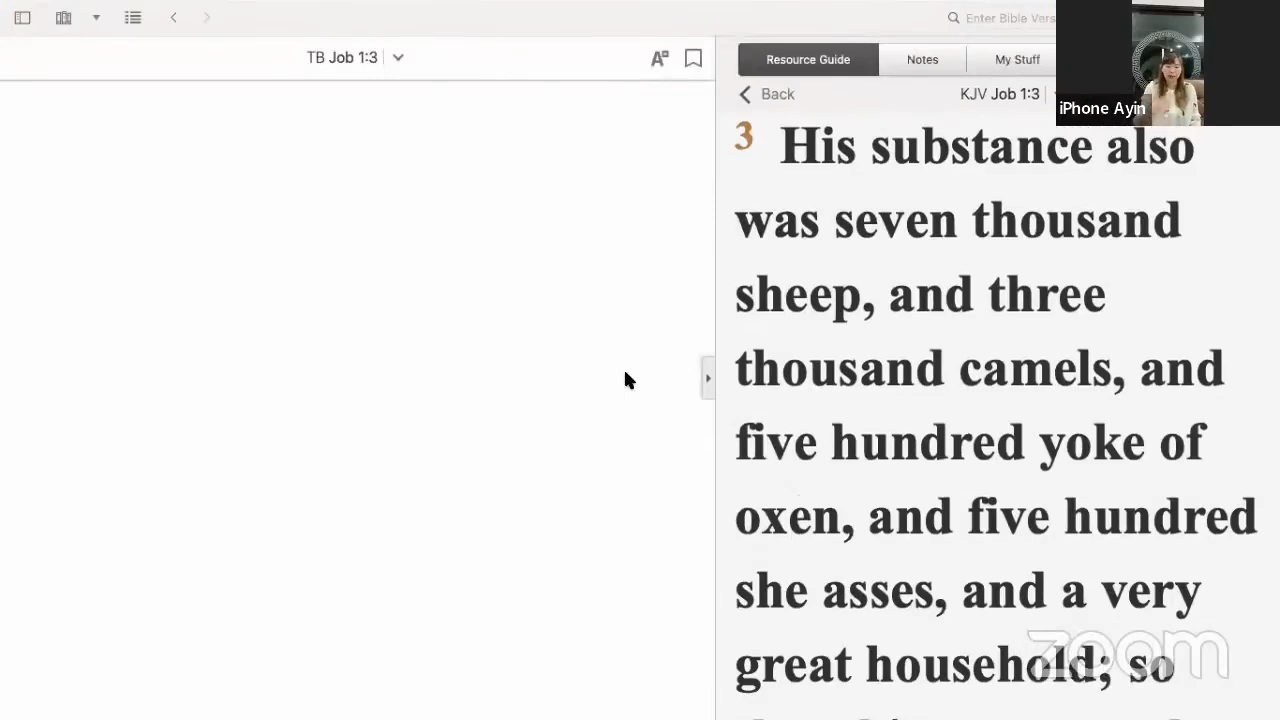 Enter Bible Vers
TB Job 1:3
A
Resource Guide
Notes
My Stuff
Back
KJV Job 1:3
iPhone Ayin
3 His substance also
was seven thousand
sheep, and three
thousand camels, and
five hundred yoke of
oxen, and five hundred
she asses, and a very
great household; so
zoom